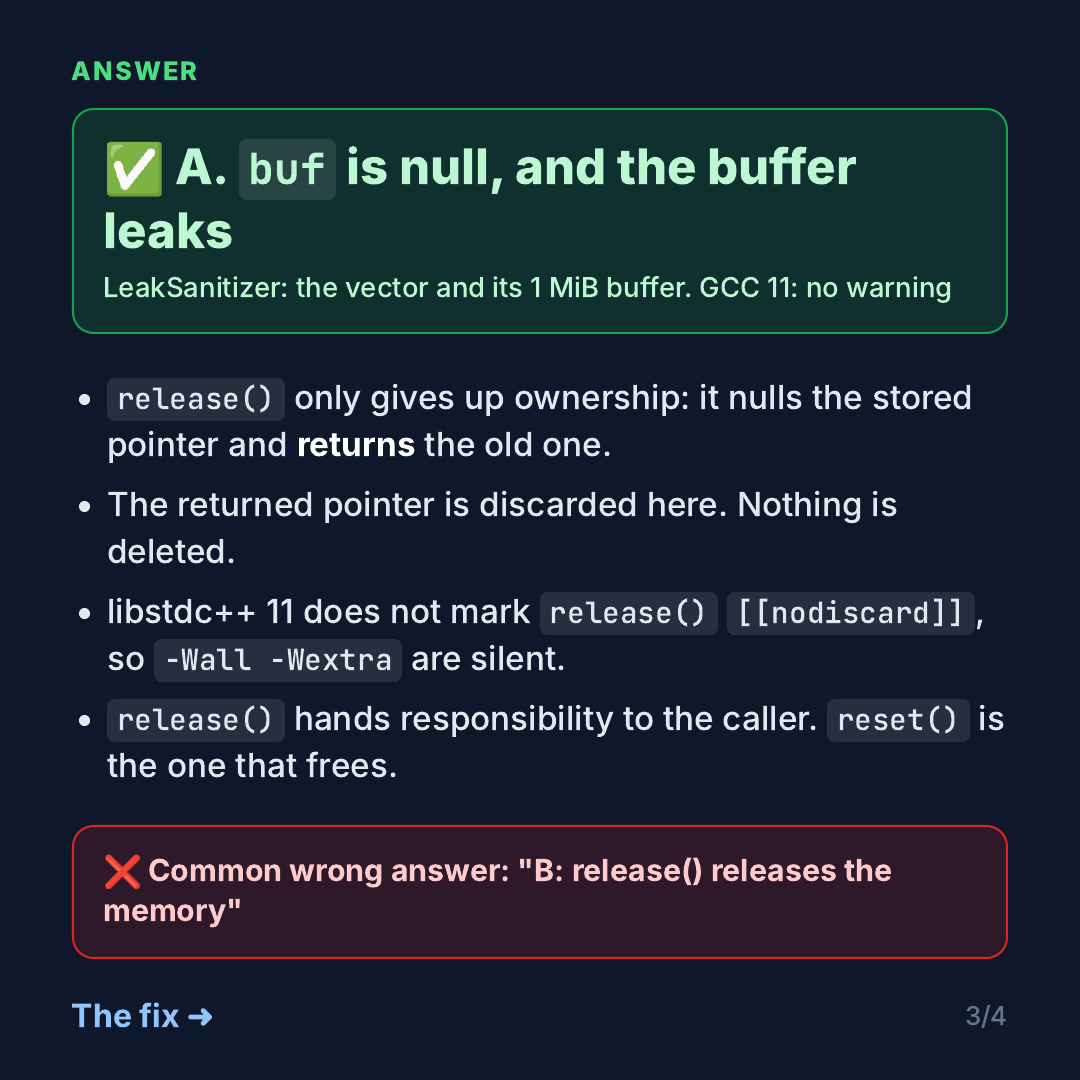 ANSWER
✅ A. buf is null, and the buffer
leaks
LeakSanitizer: the vector and its 1 MiB buffer. GCC 11: no warning
• release() only gives up ownership: it nulls the stored
pointer and returns the old one.
• The returned pointer is discarded here. Nothing is
deleted.
• libstdc++ 11 does not mark release() [[nodiscard]],
so -Wall -Wextra are silent.
• release() hands responsibility to the caller. reset() is
the one that frees.
❌ Common wrong answer: "B: release() releases the
memory"
The fix ➜
3/4